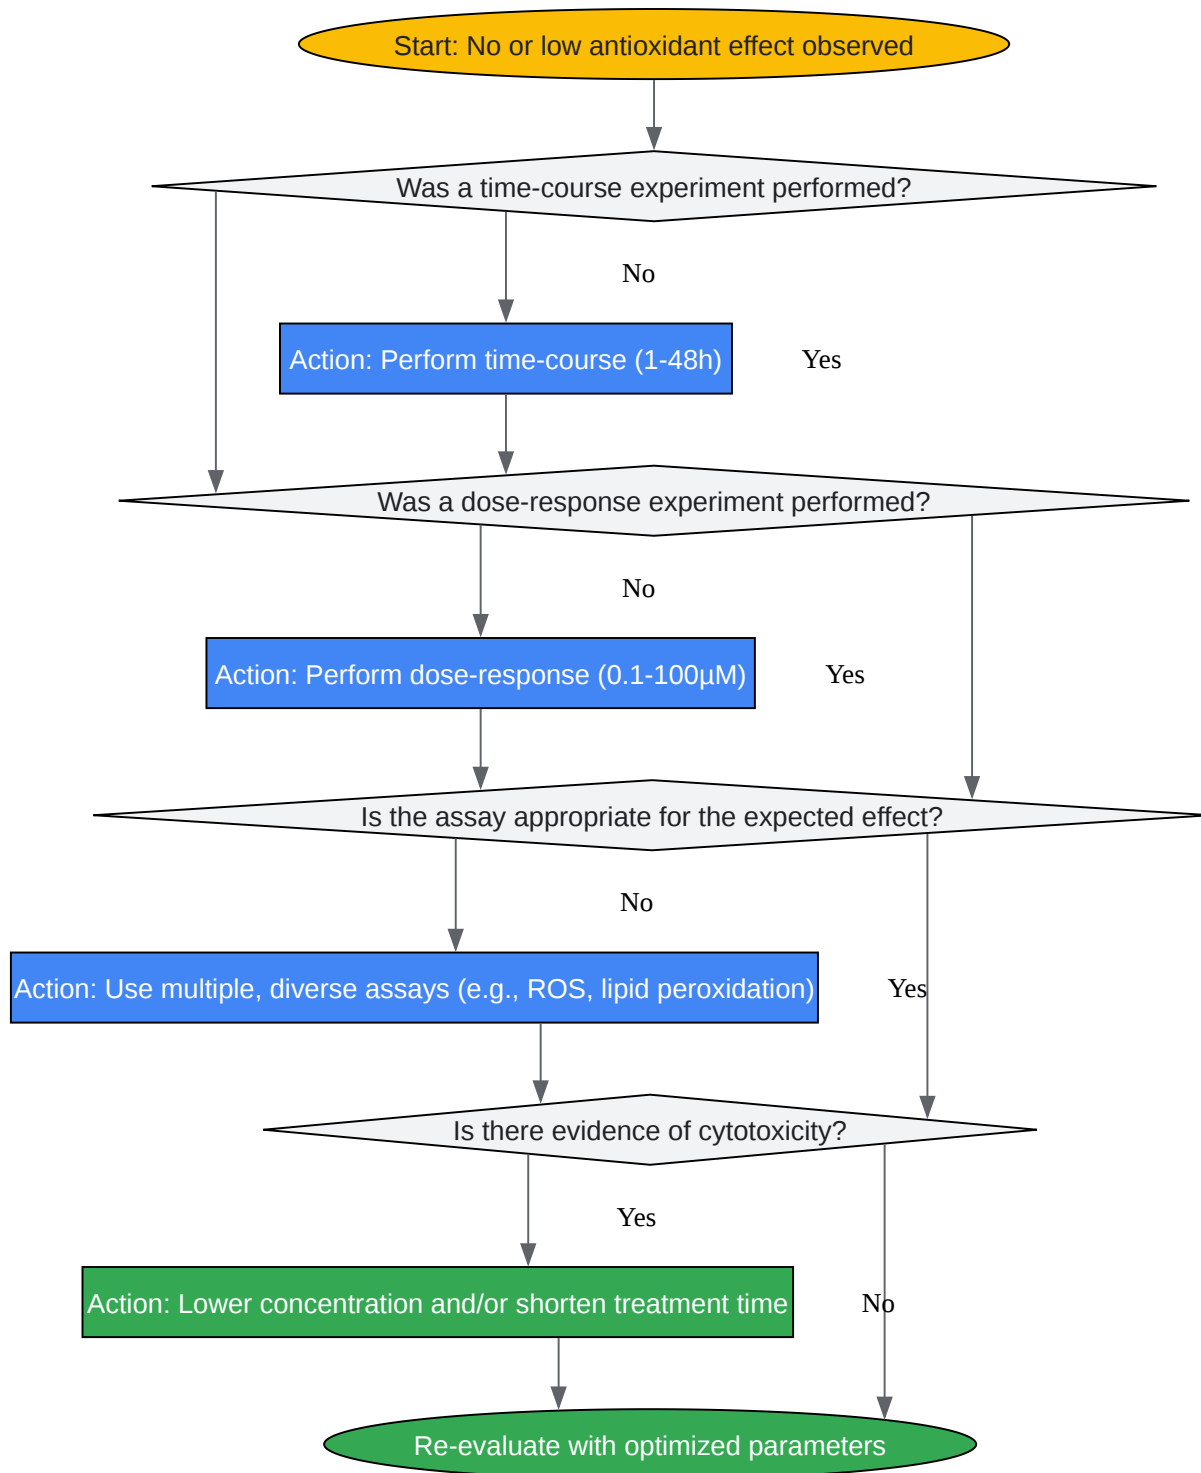 Start: No or low antioxidant effect observed
Was a time-course experiment performed?
No
Action: Perform time-course (1-48h)
Yes
Was a dose-response experiment performed?
No
Action: Perform dose-response (0.1-100µM)
Yes
Is the assay appropriate for the expected effect?
No
Action: Use multiple, diverse assays (e.g., ROS, lipid peroxidation)
Yes
Is there evidence of cytotoxicity?
Yes
Action: Lower concentration and/or shorten treatment time
No
Re-evaluate with optimized parameters